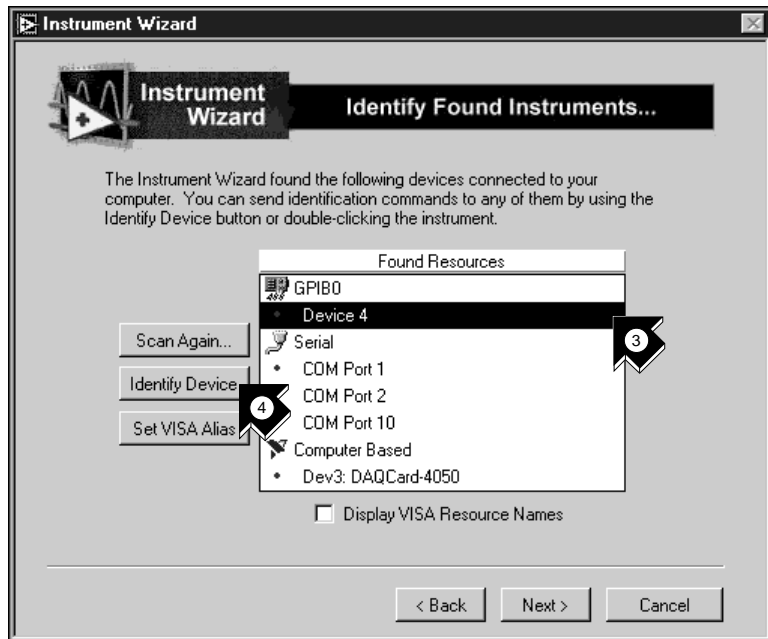 Instrument Wizard
Instrument
Wizard
Identify Found Instruments...
The Instrument Wizard found the following devices connected to your
computer. You can send identification commands to any of them by using the
Identify Device button or double-clicking the instrument.
Found Resources
488
GPIB0
Device 4
3
Scan Again...
Serial
COM Port 1
Identify Device
COM Port 2
4
Set VISA Alias
COM Port 10
Computer Based
Dev3: DAQCard-4050
Display VISA Resource Names
< Back
Next >
Cancel